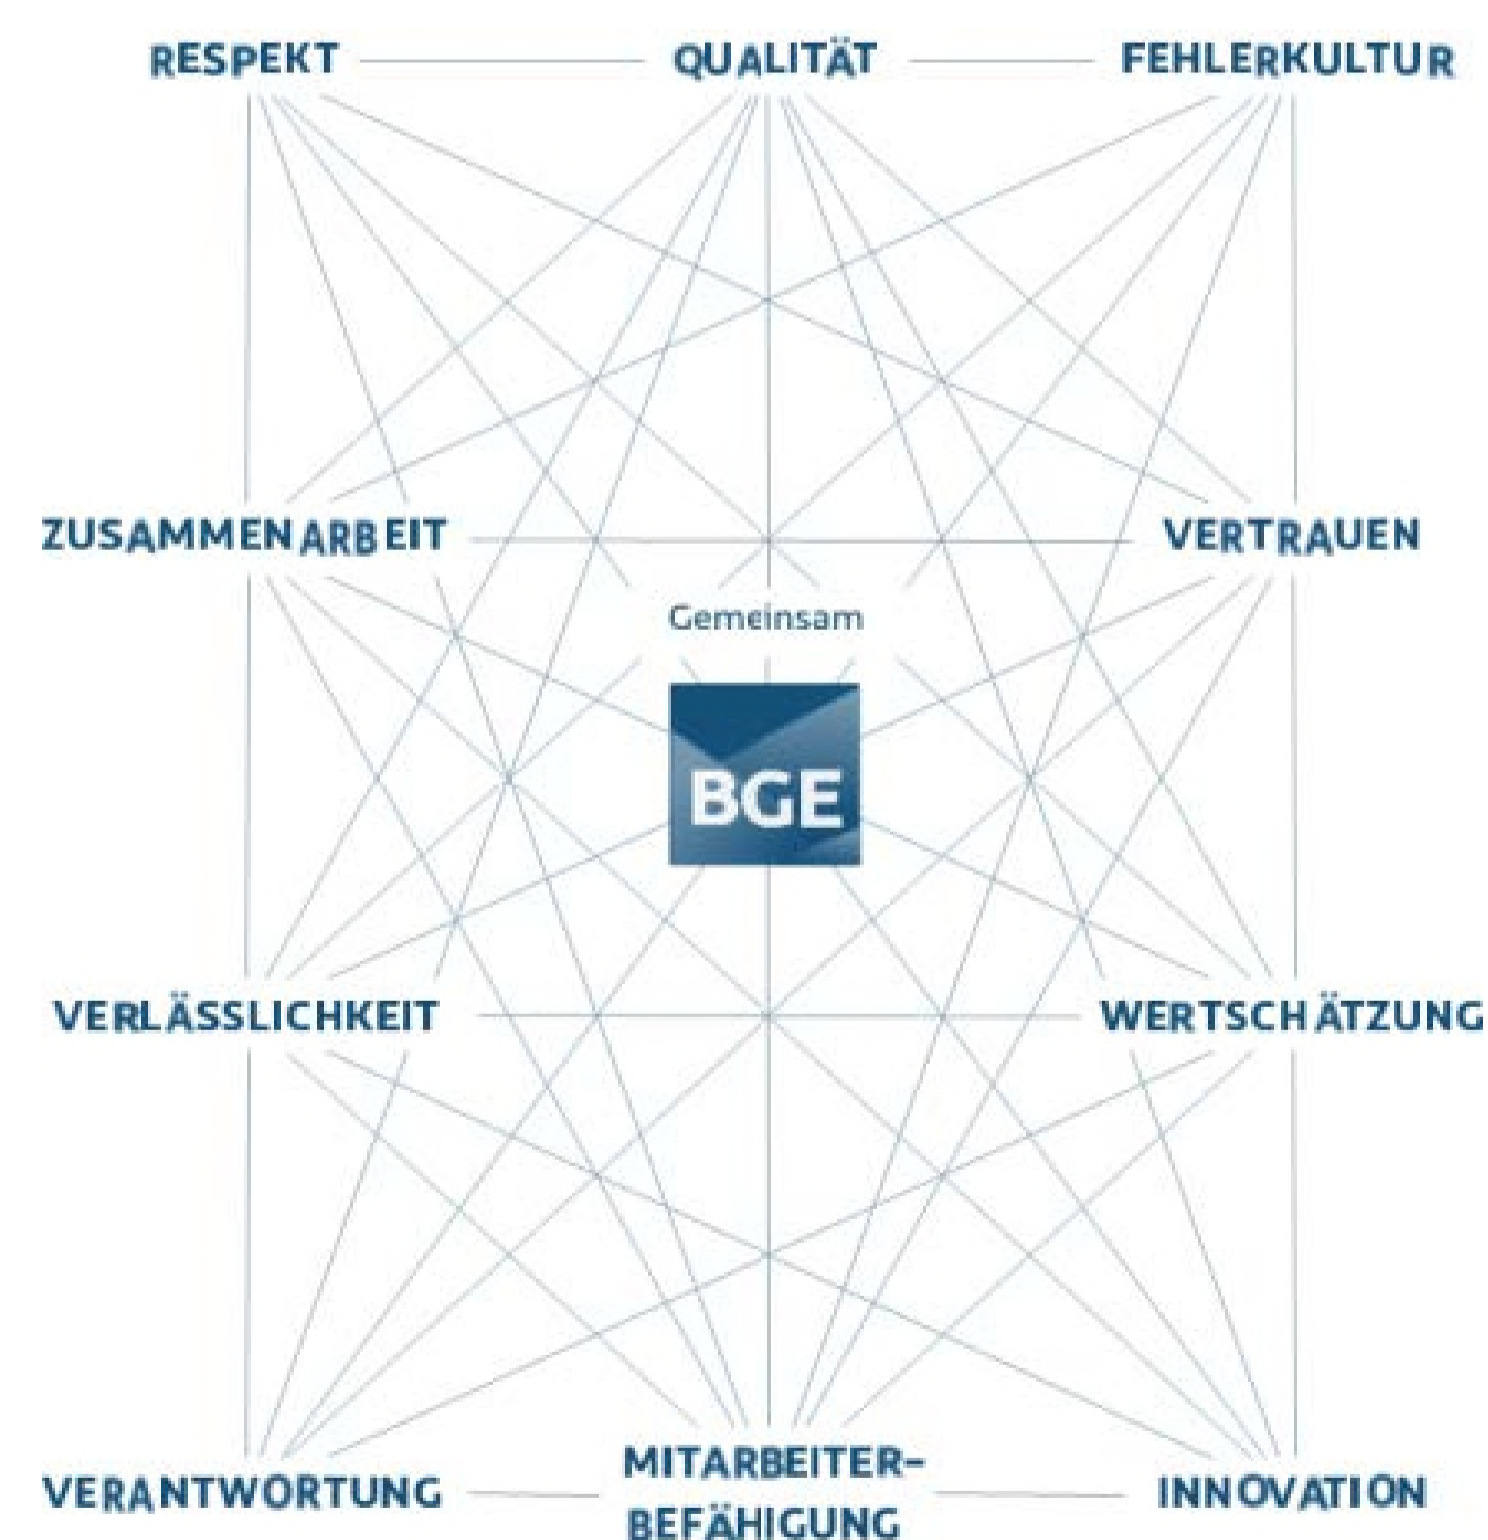 RESPEKT
QUALITÄT
FEHLERKULTUR
ZUSAMMENARBEIT
VERTRAUEN
Gemeinsam
BGE
VERLÄSSLICHKEIT
WERTSCHÄTZUNG
VERANTWORTUNG
MITARBEITER-
BEFÄHIGUNG
INNOVATION